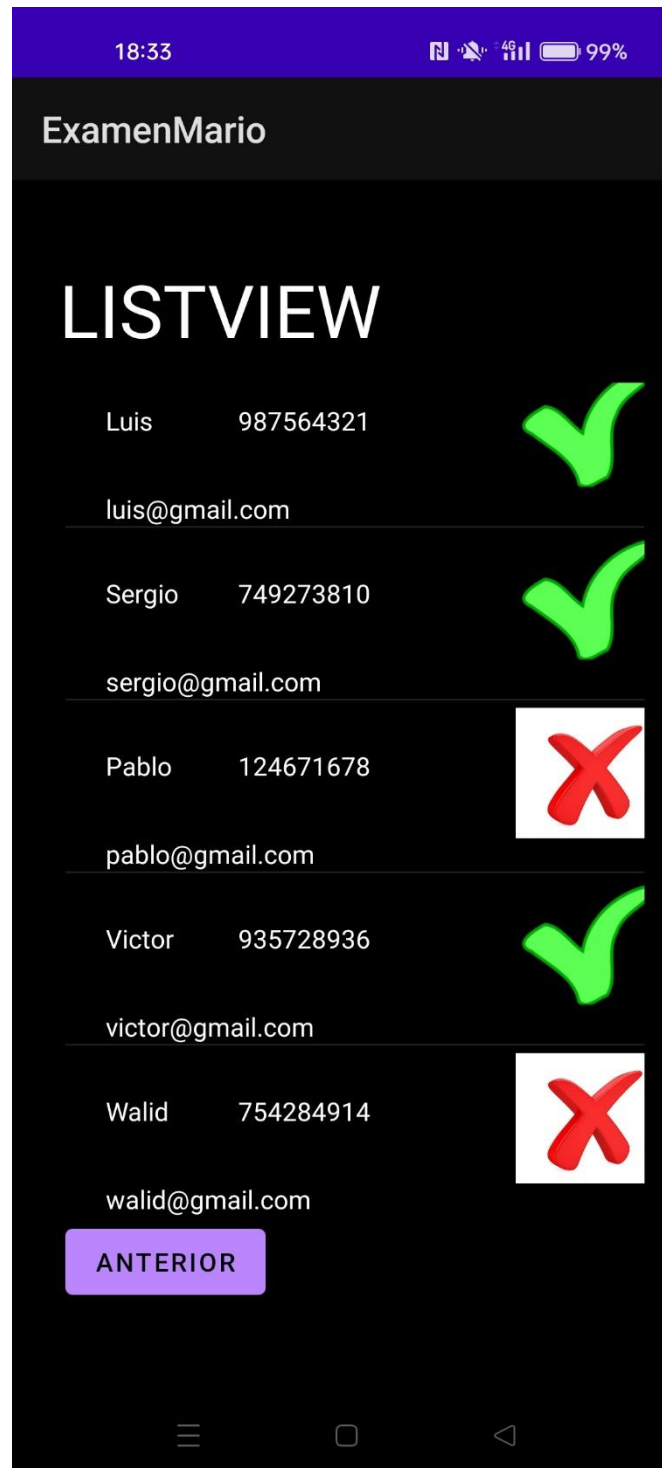 18:33 4G 99%
ExamenMario
LISTVIEW
Luis 987564321
luis@gmail.com
Sergio 749273810
sergio@gmail.com
Pablo 124671678
pablo@gmail.com
Victor 935728936
victor@gmail.com
Walid 754284914
walid@gmail.com
ANTERIOR